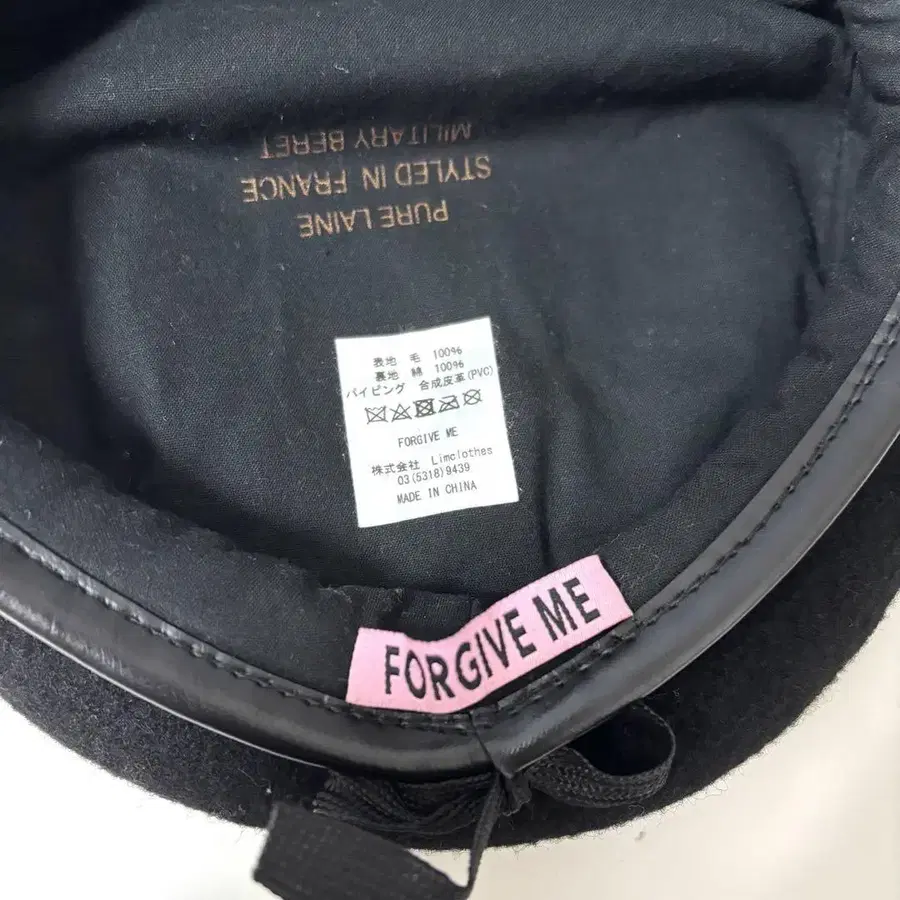 PURE LAINE
STYLED IN FRANCE
MILITARY BERET
表地 毛 100%
裏地 綿 100%
パイピング 合成皮革(PVC)
FORGIVE ME
株式会社 Limclothes
03(5318)9439
MADE IN CHINA
FORGIVE ME